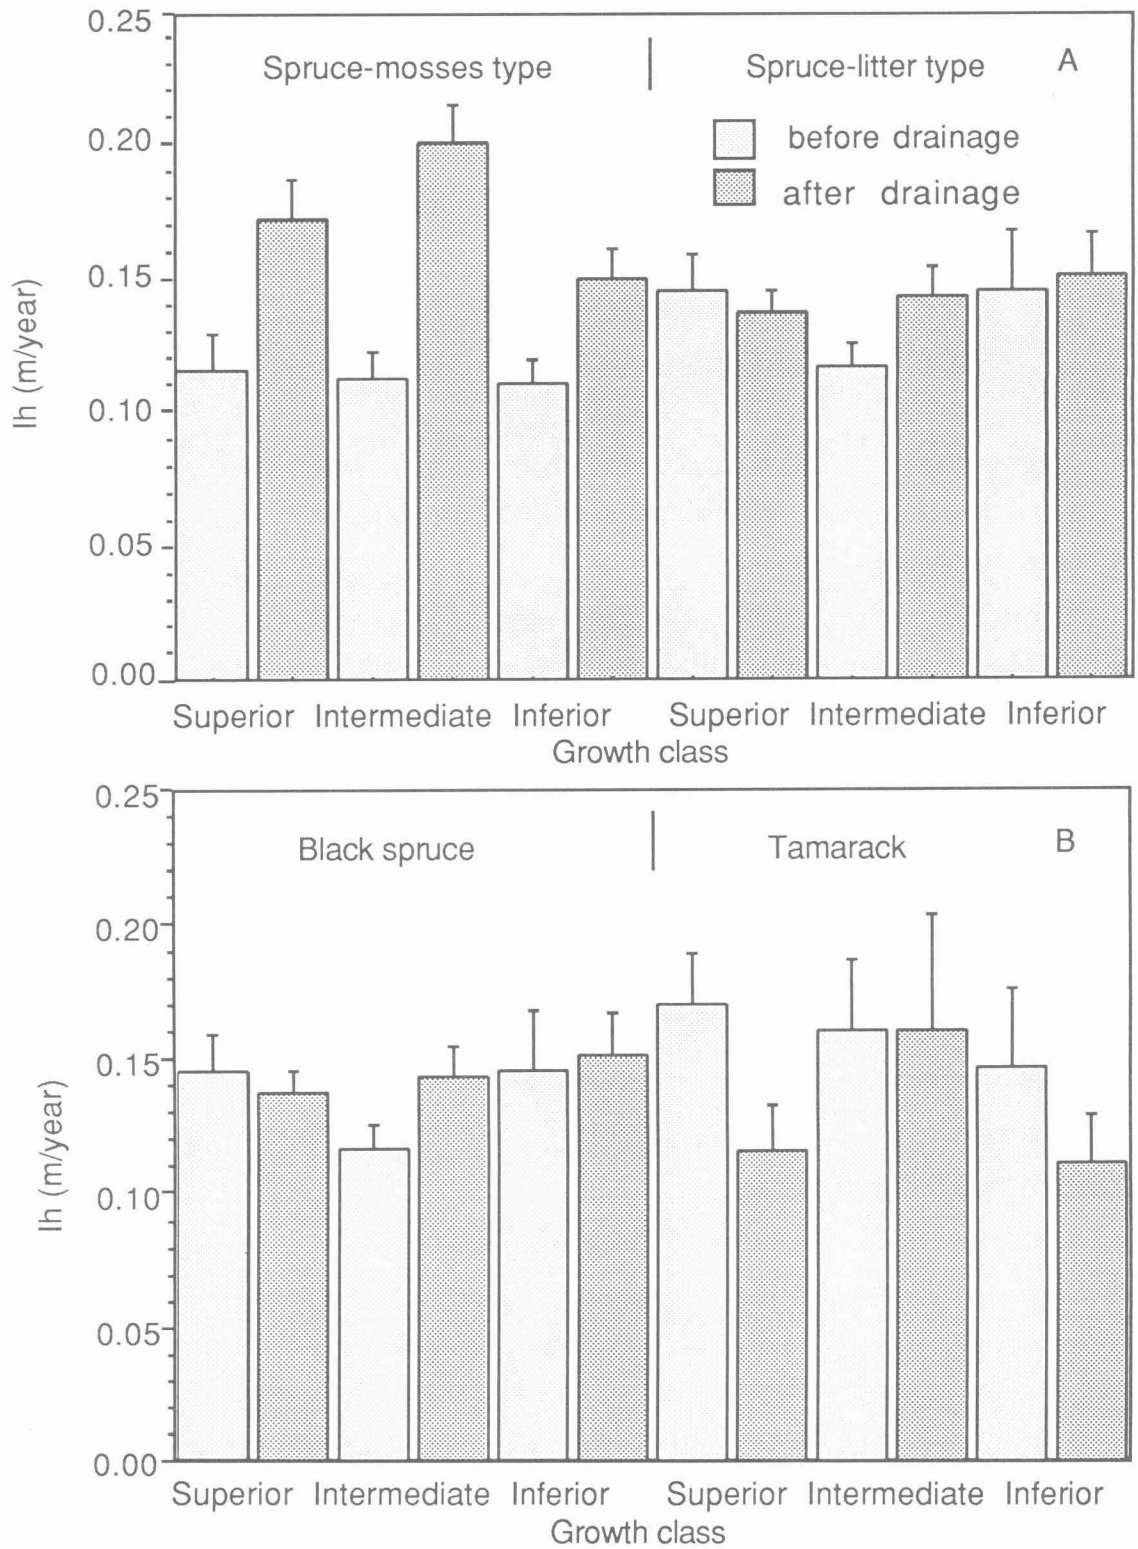 0.25
Spruce-mosses type Spruce-litter type A
before drainage
0.20
after drainage
0.15
Ih (m/year)
0.10
0.05
0.00
Superior Intermediate Inferior Superior Intermediate Inferior
Growth class
0.25
Black spruce Tamarack B
0.20
0.15
Ih (m/year)
0.10
0.05
0.00
Superior Intermediate Inferior Superior Intermediate Inferior
Growth class